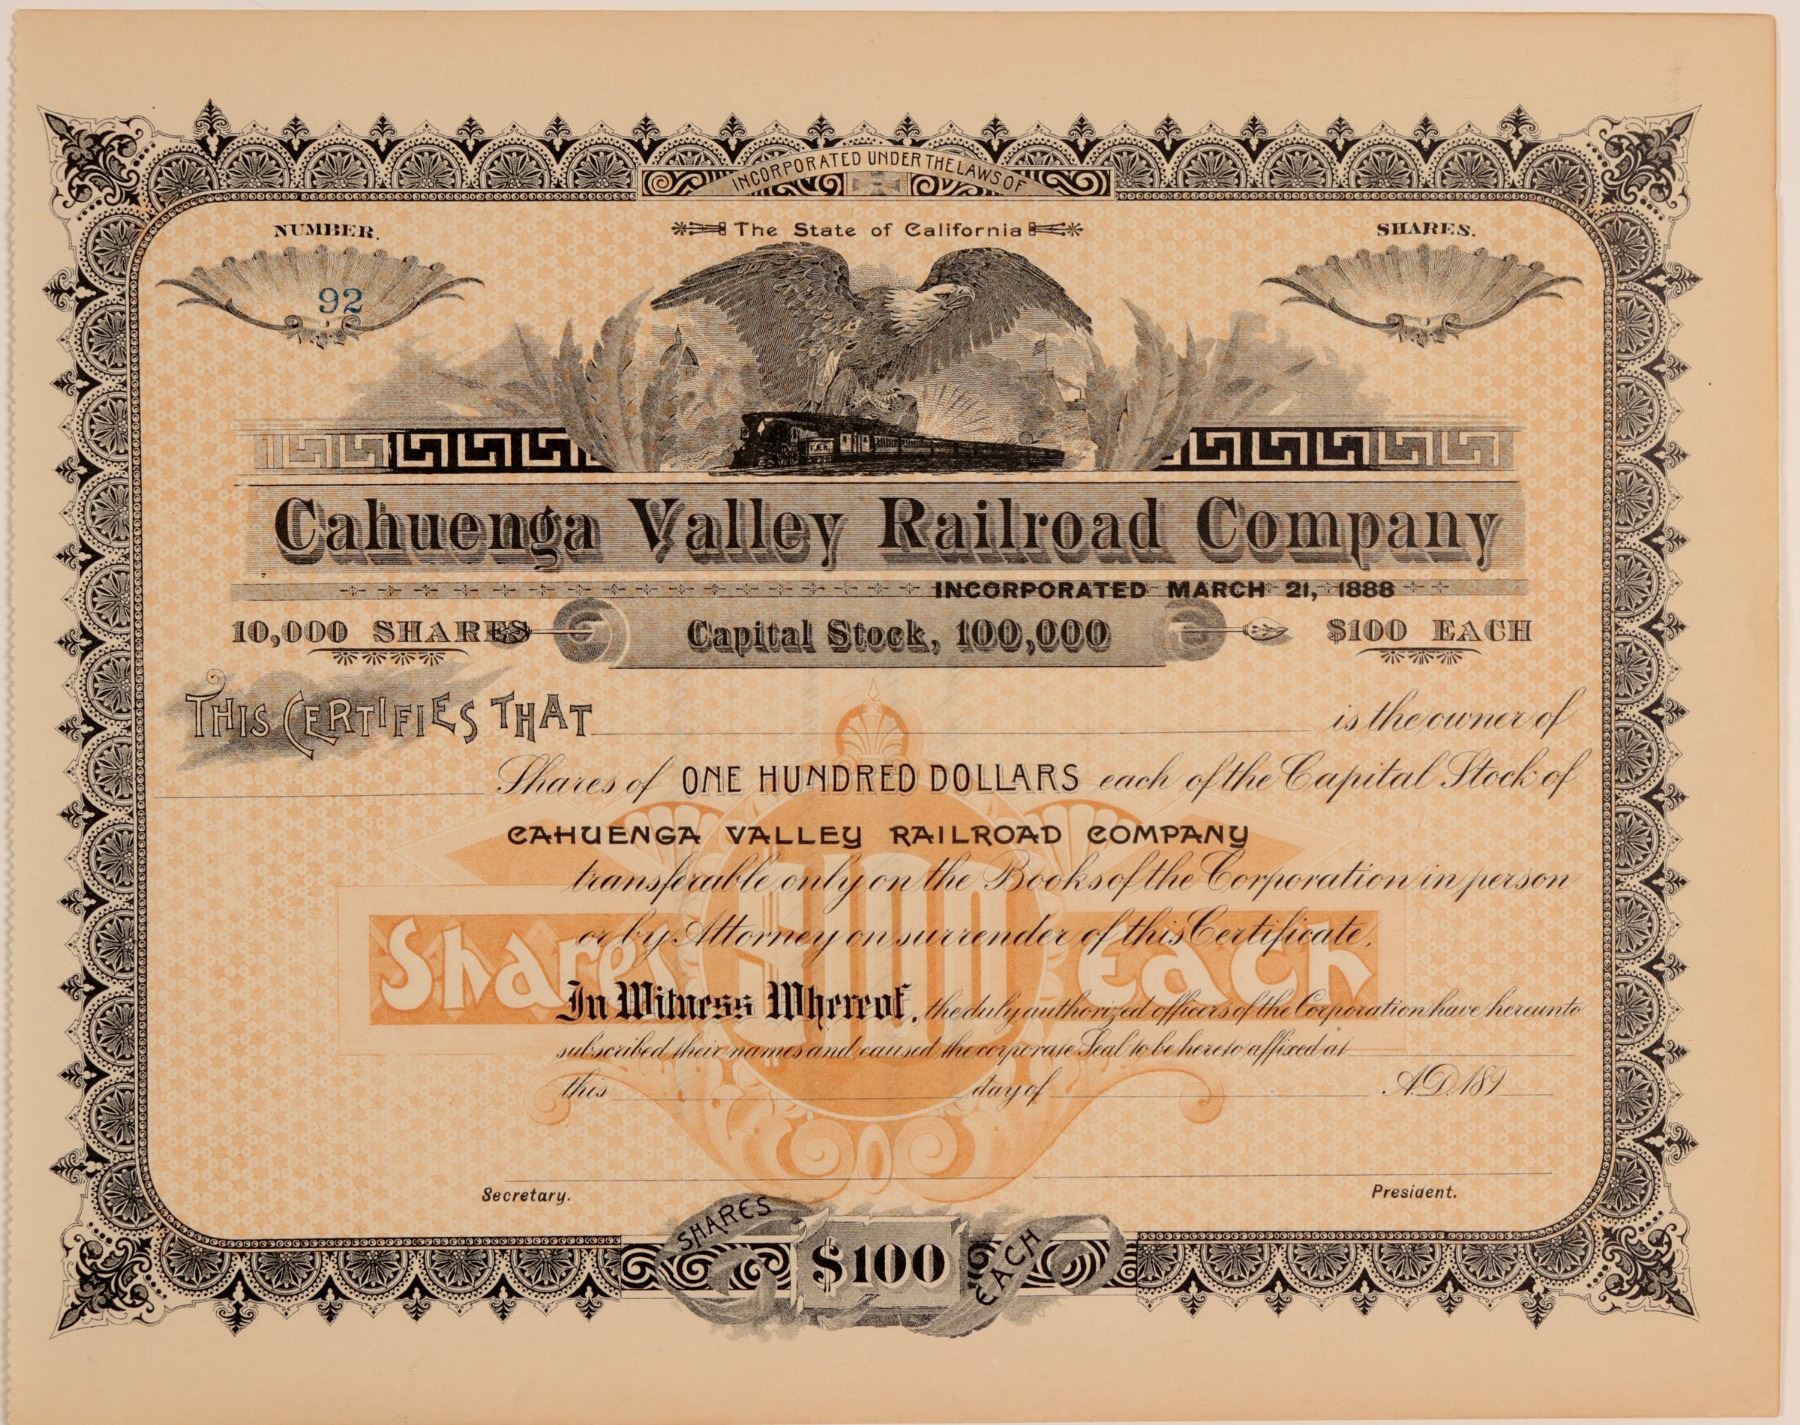 INCORPORATED UNDER THE LAWS OF
NUMBER.
The State of California
SHARES.
92
Cahuenga Valley Railroad Company
INCORPORATED MARCH 21, 1888
10,000 SHARES
Capital Stock, 100,000
$100 EACH
THIS CERTIFIES THAT is the owner of
Shares of ONE HUNDRED DOLLARS each of the Capital Stock of
CAHUENGA VALLEY RAILROAD COMPANY
transferable only on the Books of the Corporation in person
or by Attorney on surrender of this Certificate.
Shares $100 Each
In Witness Whereof, the duly authorized officers of the Corporation have hereunto
subscribed their names and caused the corporate Seal to be hereto affixed at
this day of A.D. 189
Secretary.
President.
SHARES $100 EACH